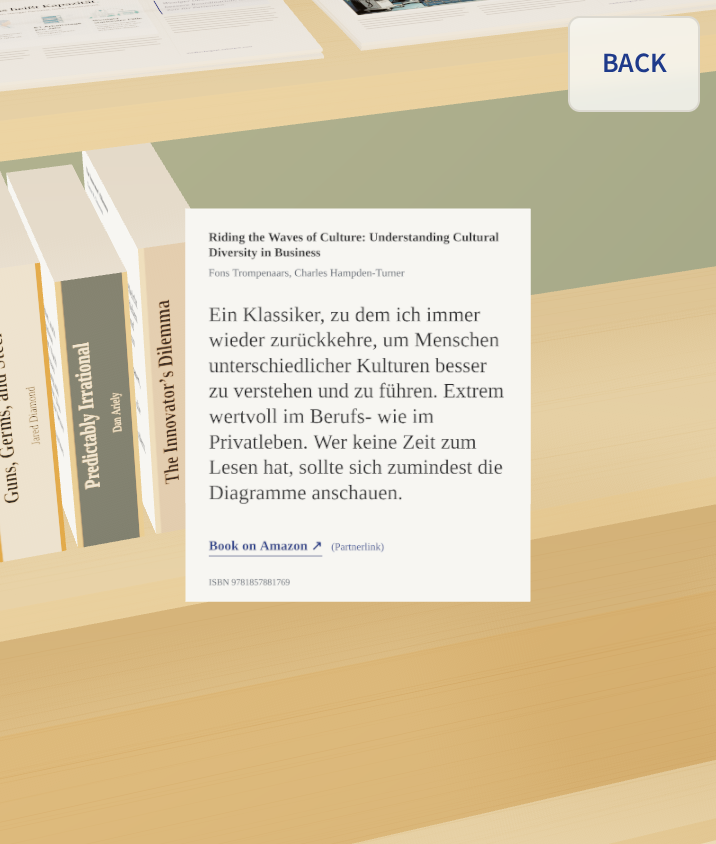 s heißt Kapazität
BACK
Riding the Waves of Culture: Understanding Cultural
Diversity in Business
Fons Trompenaars, Charles Hampden-Turner
Ein Klassiker, zu dem ich immer
wieder zurückkehre, um Menschen
unterschiedlicher Kulturen besser
zu verstehen und zu führen. Extrem
wertvoll im Berufs- wie im
Privatleben. Wer keine Zeit zum
Lesen hat, sollte sich zumindest die
Diagramme anschauen.
Book on Amazon ↗ (Partnerlink)
ISBN 9781857881769
Guns, Germs, and Steel
Jared Diamond
Predictably Irrational
Dan Ariely
The Innovator's Dilemma